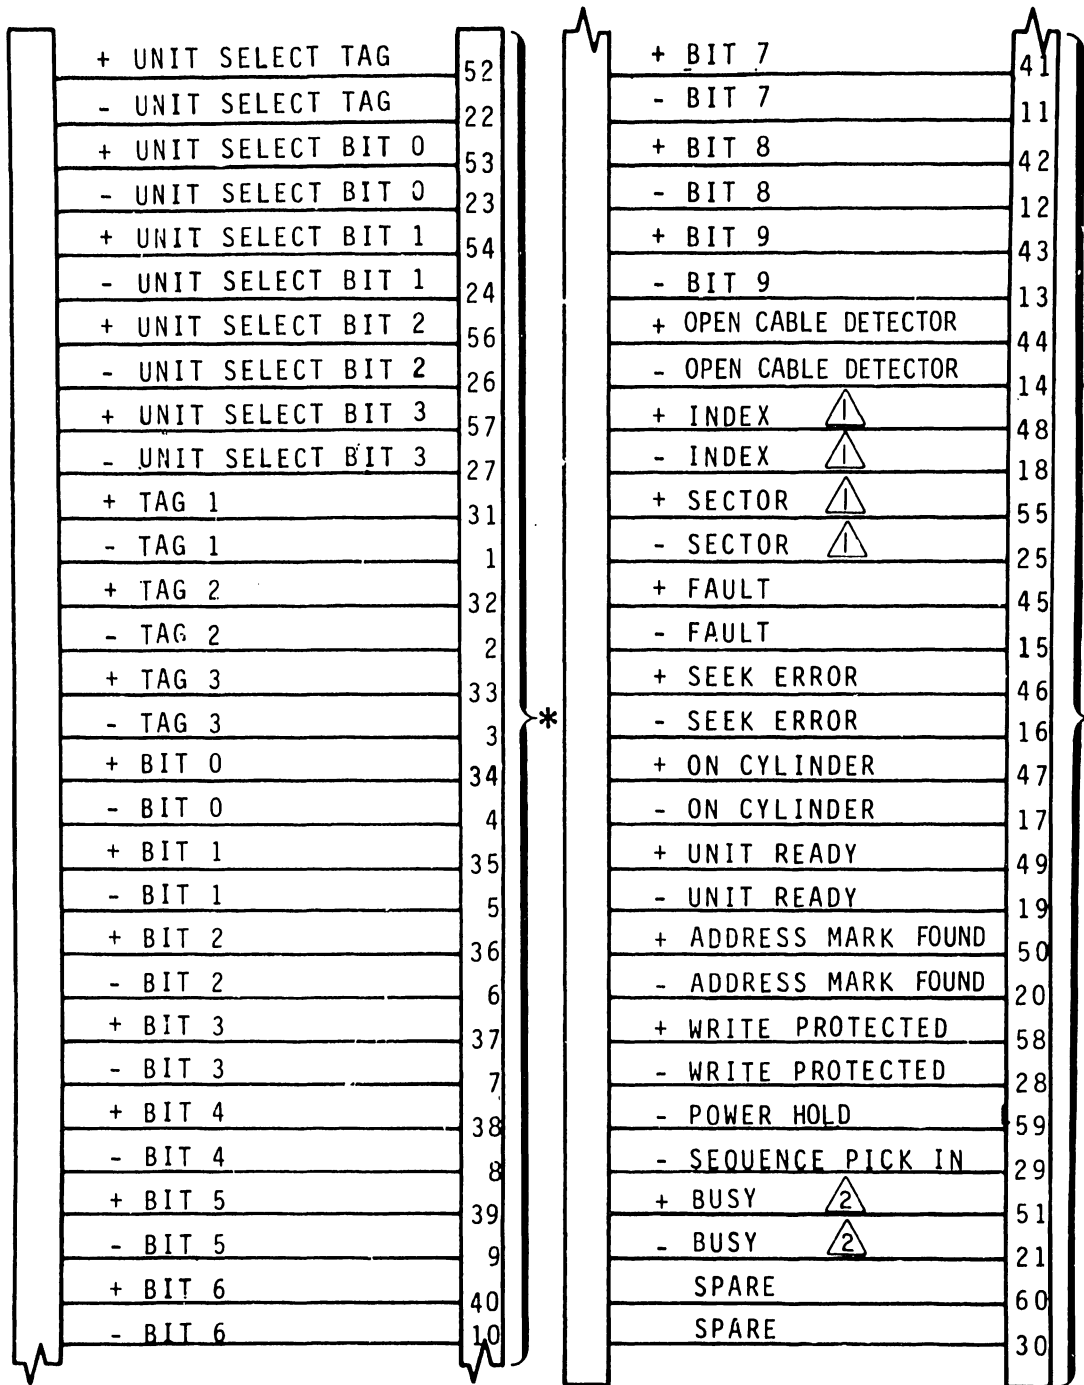 + UNIT SELECT TAG 52
- UNIT SELECT TAG 22
+ UNIT SELECT BIT 0 53
- UNIT SELECT BIT 0 23
+ UNIT SELECT BIT 1 54
- UNIT SELECT BIT 1 24
+ UNIT SELECT BIT 2 56
- UNIT SELECT BIT 2 26
+ UNIT SELECT BIT 3 57
- UNIT SELECT BIT 3 27
+ TAG 1 31
- TAG 1 1
+ TAG 2 32
- TAG 2 2
+ TAG 3 33
- TAG 3 3
+ BIT 0 34
- BIT 0 4
+ BIT 1 35
- BIT 1 5
+ BIT 2 36
- BIT 2 6
+ BIT 3 37
- BIT 3 7
+ BIT 4 38
- BIT 4 8
+ BIT 5 39
- BIT 5 9
+ BIT 6 40
- BIT 6 10
*
+ BIT 7 41
- BIT 7 11
+ BIT 8 42
- BIT 8 12
+ BIT 9 43
- BIT 9 13
+ OPEN CABLE DETECTOR 44
- OPEN CABLE DETECTOR 14
+ INDEX 1 48
- INDEX 1 18
+ SECTOR 1 55
- SECTOR 1 25
+ FAULT 45
- FAULT 15
+ SEEK ERROR 46
- SEEK ERROR 16
+ ON CYLINDER 47
- ON CYLINDER 17
+ UNIT READY 49
- UNIT READY 19
+ ADDRESS MARK FOUND 50
- ADDRESS MARK FOUND 20
+ WRITE PROTECTED 58
- WRITE PROTECTED 28
- POWER HOLD 59
- SEQUENCE PICK IN 29
+ BUSY 2 51
- BUSY 2 21
SPARE 60
SPARE 30